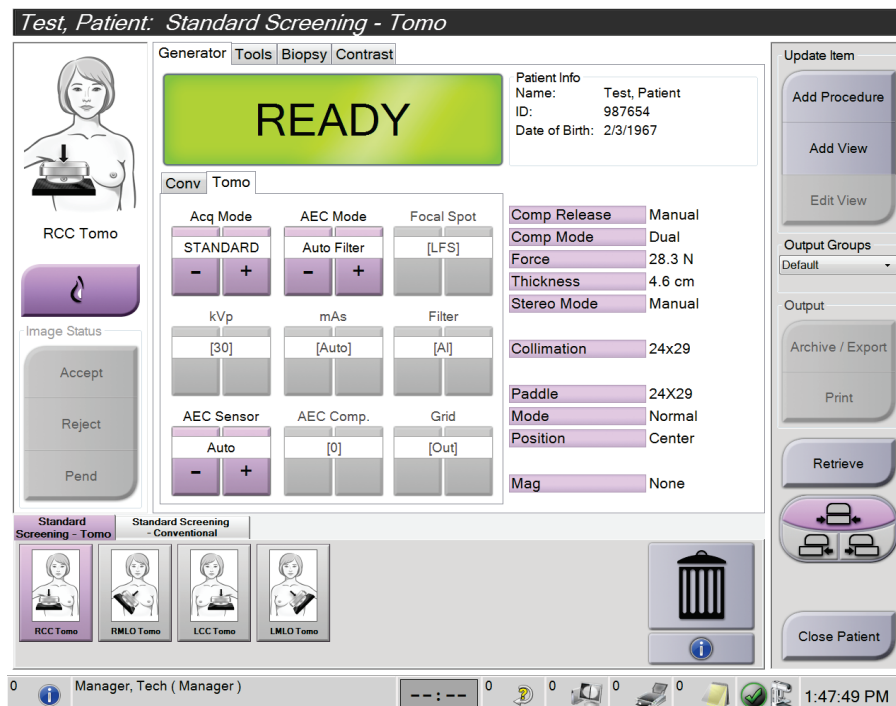 Test, Patient: Standard Screening - Tomo
Generator Tools Biopsy Contrast
READY
Patient Info
Name: Test, Patient
ID: 987654
Date of Birth: 2/3/1967
RCC Tomo
Image Status
Accept
Reject
Pend
Conv Tomo
Acq Mode AEC Mode Focal Spot
STANDARD Auto Filter [LFS]
- + - +
kVp mAs Filter
[30] [Auto] [Al]
AEC Sensor AEC Comp. Grid
Auto [0] [Out]
- +
Comp Release Manual
Comp Mode Dual
Force 28.3 N
Thickness 4.6 cm
Stereo Mode Manual
Collimation 24x29
Paddle 24X29
Mode Normal
Position Center
Mag None
Update Item
Add Procedure
Add View
Edit View
Output Groups
Default
Output
Archive / Export
Print
Retrieve
Close Patient
Standard
Screening - Tomo
Standard Screening
- Conventional
RCC Tomo RMLO Tomo LCC Tomo LMLO Tomo
0 Manager, Tech ( Manager ) --:-- 0 0 0 0 1:47:49 PM